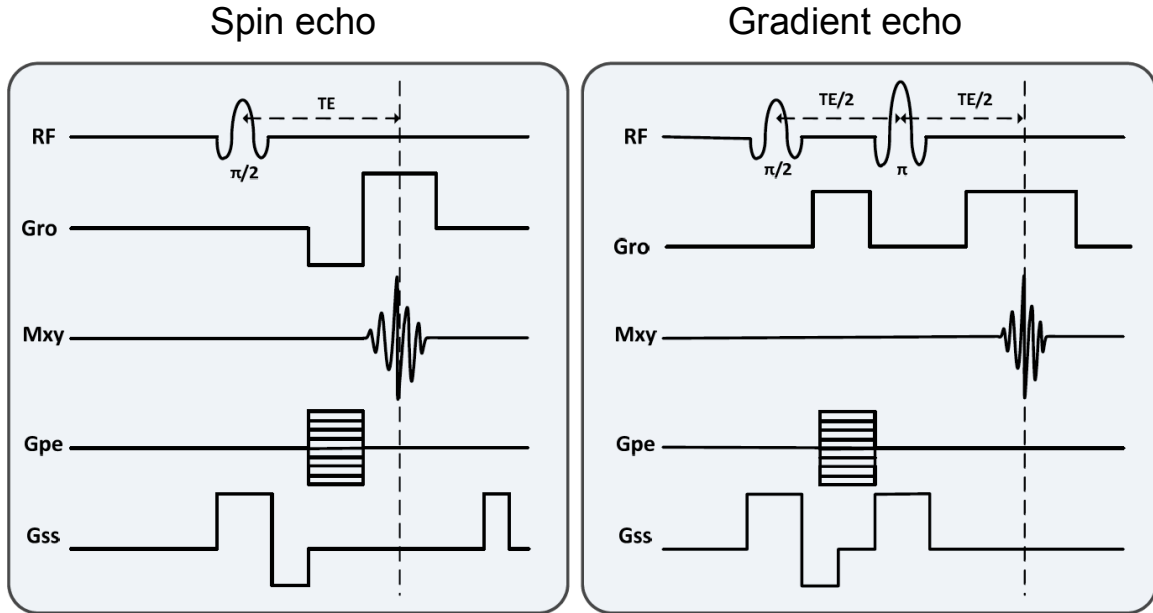 Spin echo
Gradient echo
TE
RF
π/2
Gro
Mxy
Gpe
Gss
TE/2
TE/2
RF
π/2
π
Gro
Mxy
Gpe
Gss